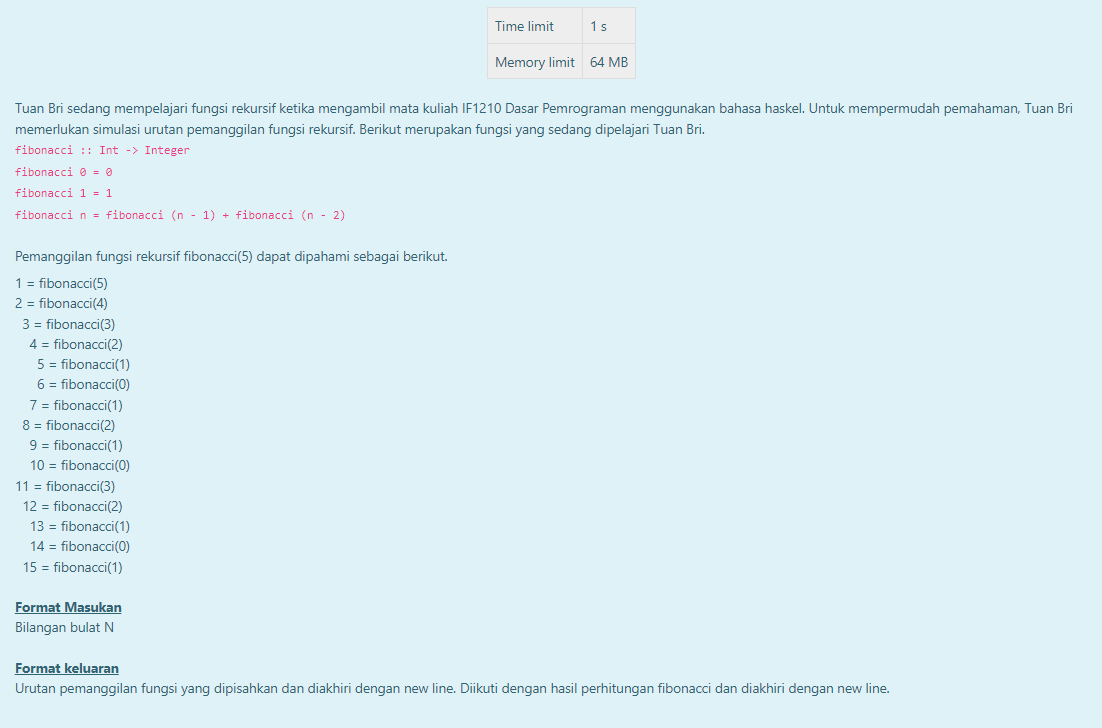 Time limit 1 s
Memory limit 64 MB
Tuan Bri sedang mempelajari fungsi rekursif ketika mengambil mata kuliah IF1210 Dasar Pemrograman menggunakan bahasa haskel. Untuk mempermudah pemahaman, Tuan Bri
memerlukan simulasi urutan pemanggilan fungsi rekursif. Berikut merupakan fungsi yang sedang dipelajari Tuan Bri.
fibonacci :: Int -> Integer
fibonacci 0 = 0
fibonacci 1 = 1
fibonacci n = fibonacci (n - 1) + fibonacci (n - 2)
Pemanggilan fungsi rekursif fibonacci(5) dapat dipahami sebagai berikut.
1 = fibonacci(5)
2 = fibonacci(4)
3 = fibonacci(3)
4 = fibonacci(2)
5 = fibonacci(1)
6 = fibonacci(0)
7 = fibonacci(1)
8 = fibonacci(2)
9 = fibonacci(1)
10 = fibonacci(0)
11 = fibonacci(3)
12 = fibonacci(2)
13 = fibonacci(1)
14 = fibonacci(0)
15 = fibonacci(1)
Format Masukan
Bilangan bulat N
Format keluaran
Urutan pemanggilan fungsi yang dipisahkan dan diakhiri dengan new line. Diikuti dengan hasil perhitungan fibonacci dan diakhiri dengan new line.